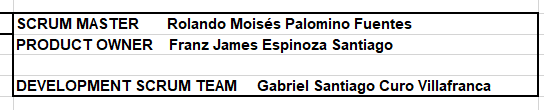 SCRUM MASTER Rolando Moisés Palomino Fuentes
PRODUCT OWNER Franz James Espinoza Santiago
DEVELOPMENT SCRUM TEAM Gabriel Santiago Curo Villafranca